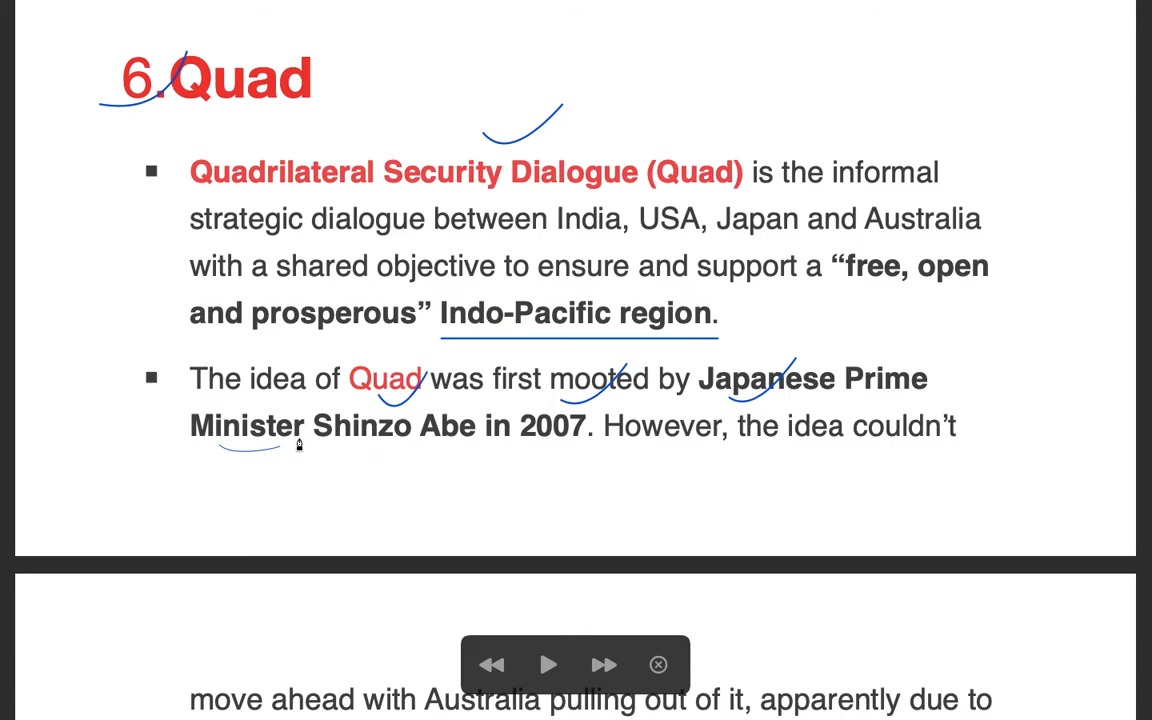 6.Quad
▪ Quadrilateral Security Dialogue (Quad) is the informal
strategic dialogue between India, USA, Japan and Australia
with a shared objective to ensure and support a “free, open
and prosperous” Indo-Pacific region.
▪ The idea of Quad was first mooted by Japanese Prime
Minister Shinzo Abe in 2007. However, the idea couldn’t
move ahead with Australia pulling out of it, apparently due to